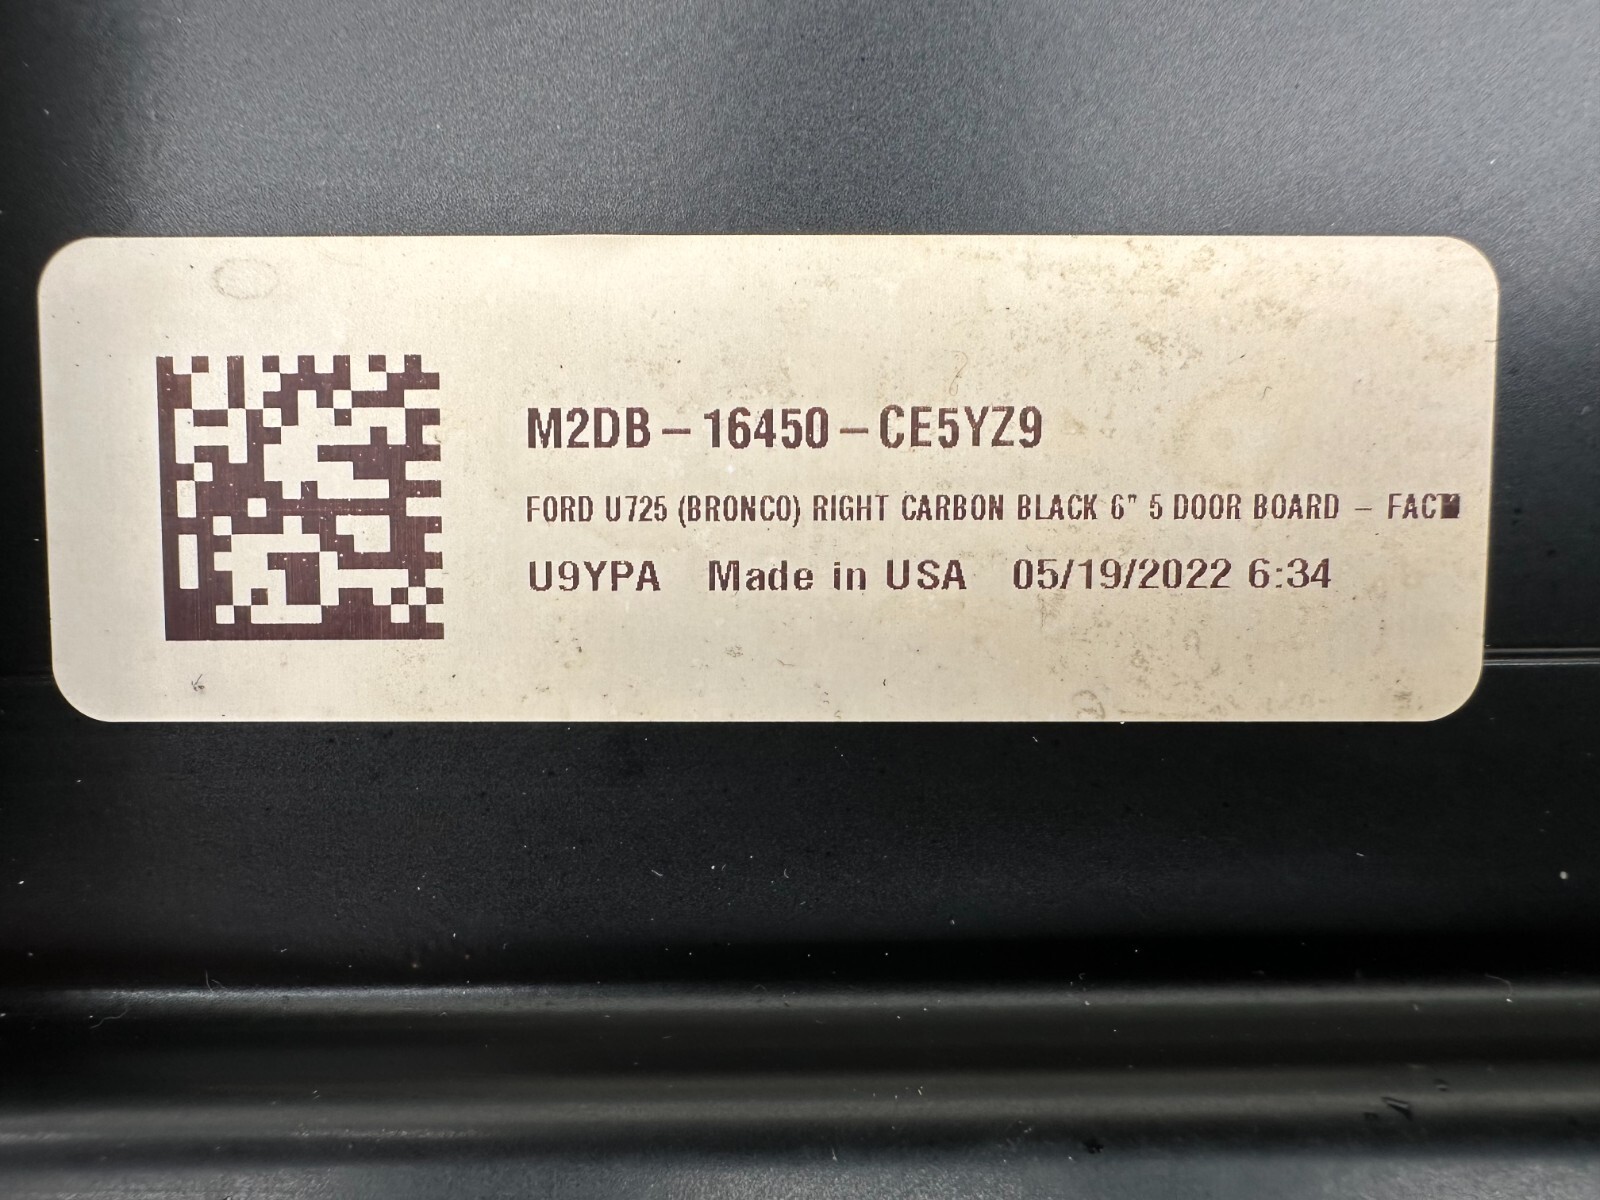 M2DB - 16450 - CE5YZ9
FORD U725 (BRONCO) RIGHT CARBON BLACK 6" 5 DOOR BOARD -
U9YPA Made in USA 05/19/2022 6:34